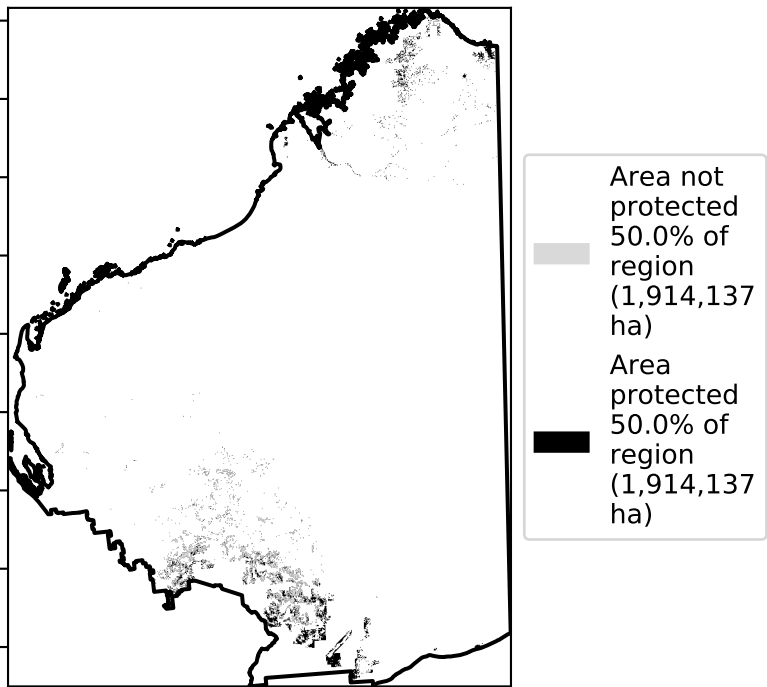 Area not
protected
50.0% of
region
(1,914,137
ha)
Area
protected
50.0% of
region
(1,914,137
ha)